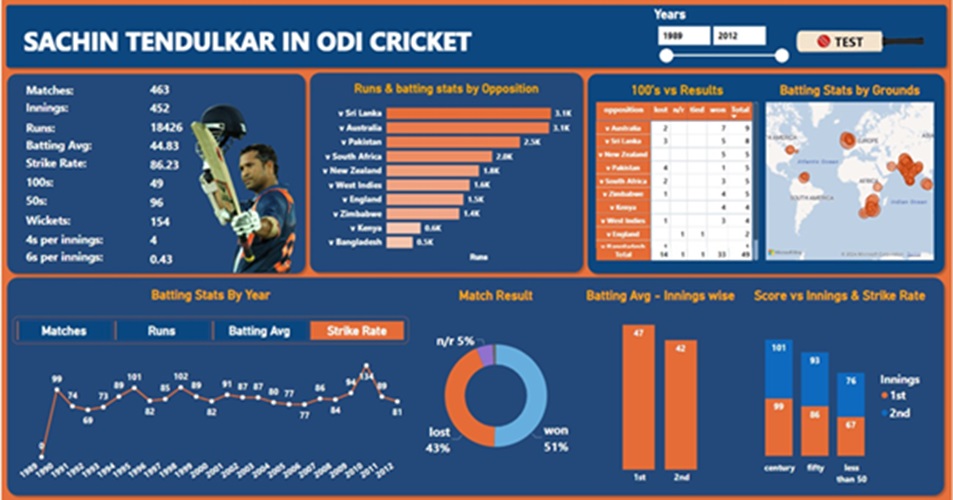 SACHIN TENDULKAR IN ODI CRICKET
Years
1989 2012
TEST
Matches: 463
Innings: 452
Runs: 18426
Batting Avg: 44.83
Strike Rate: 86.23
100s: 49
50s: 96
Wickets: 154
4s per innings: 4
6s per innings: 0.43
Runs & batting stats by Opposition
v Sri Lanka 3.1K
v Australia 3.1K
v Pakistan 2.5K
v South Africa 2.0K
v New Zealand 1.8K
v West Indies 1.6K
v England 1.5K
v Zimbabwe 1.4K
v Kenya 0.6K
v Bangladesh 0.5K
Runs
100's vs Results
opposition lost n/r tied won Total
v Australia 2 7 9
v Sri Lanka 3 5 8
v New Zealand 5 5
v Pakistan 4 1 5
v South Africa 2 3 5
v Zimbabwe 1 4 5
v Kenya 4 4
v West Indies 1 3 4
v England 1 1 2
v Bangladesh 1
Total 14 1 1 33 49
Batting Stats by Grounds
AMERICA
EUROPE
ASIA
Atlantic Ocean
AFRICA
SOUTH AMERICA
Indian Ocean
Batting Stats By Year
Matches Runs Batting Avg Strike Rate
0 99 74 69 73 89 101 82 85 102 89 82 91 87 87 80 77 77 86 84 94 134 89 81
1989 1990 1991 1992 1993 1994 1995 1996 1997 1998 1999 2000 2001 2002 2003 2004 2005 2006 2007 2008 2009 2010 2011 2012
Match Result
n/r 5%
lost
43%
won
51%
Batting Avg - Innings wise
47
42
1st 2nd
Score vs Innings & Strike Rate
101 93 76
99 86 67
century fifty less
than 50
Innings
1st
2nd